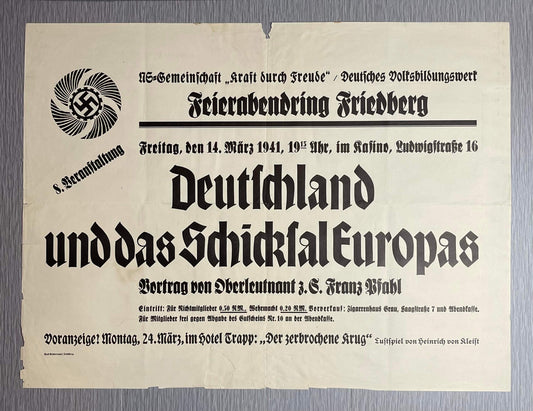 NS=Gemeinschaft „Kraft durch Freude“ / Deutsches Volksbildungswerk
Feierabendring Friedberg
8. Veranstaltung
Freitag, den 14. März 1941, 19¹⁵ Uhr, im Kasino, Ludwigstraße 16
Deutschland
und das Schicksal Europas
Vortrag von Oberleutnant z. S. Franz Pfahl
Eintritt: Für Nichtmitglieder 0,50 RM., Wehrmacht 0,20 RM. Vorverkauf: Zigarrenhaus Grau, Haagstraße 7 und Abendkasse.
Für Mitglieder frei gegen Abgabe des Gutscheins Nr. 10 an der Abendkasse.
Voranzeige! Montag, 24. März, im Hotel Trapp: „Der zerbrochene Krug“ Lustspiel von Heinrich von Kleist